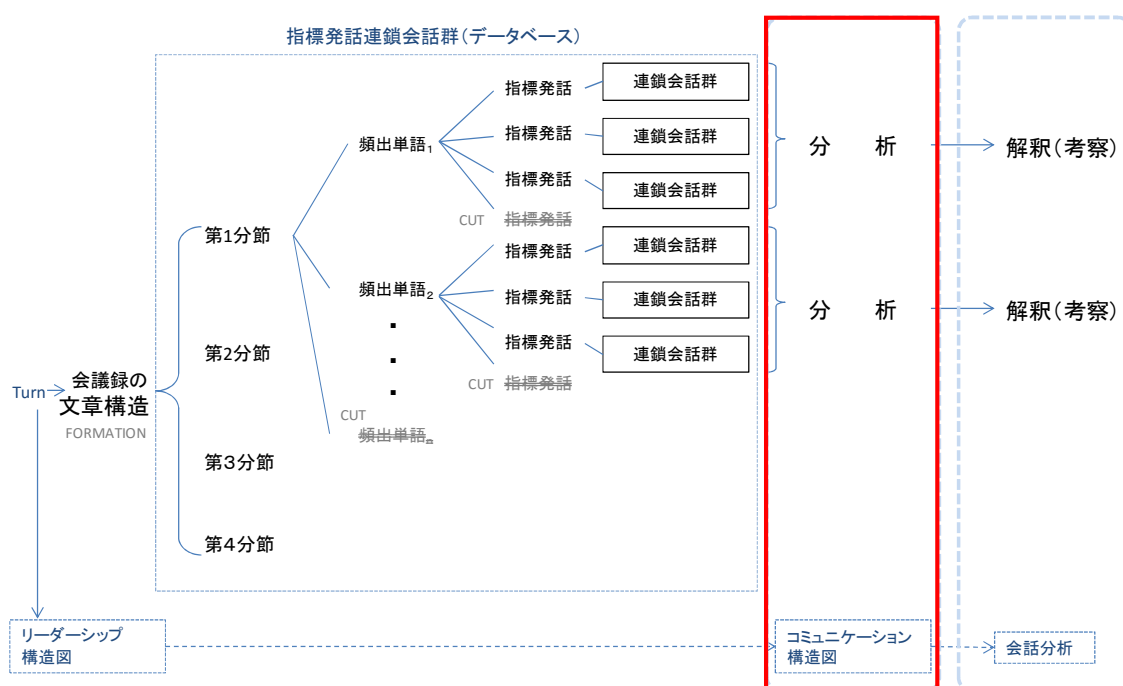 指標発話連鎖会話群(データベース)
指標発話
連鎖会話群
頻出単語1
指標発話
連鎖会話群
分 析
解釈(考察)
指標発話
連鎖会話群
CUT 指標発話
第1分節
指標発話
連鎖会話群
頻出単語2
指標発話
連鎖会話群
分 析
解釈(考察)
・
・
・
指標発話
連鎖会話群
CUT 指標発話
第2分節
Turn
会議録の
文章構造
FORMATION
CUT
頻出単語n
第3分節
第4分節
リーダーシップ
構造図
コミュニケーション
構造図
会話分析